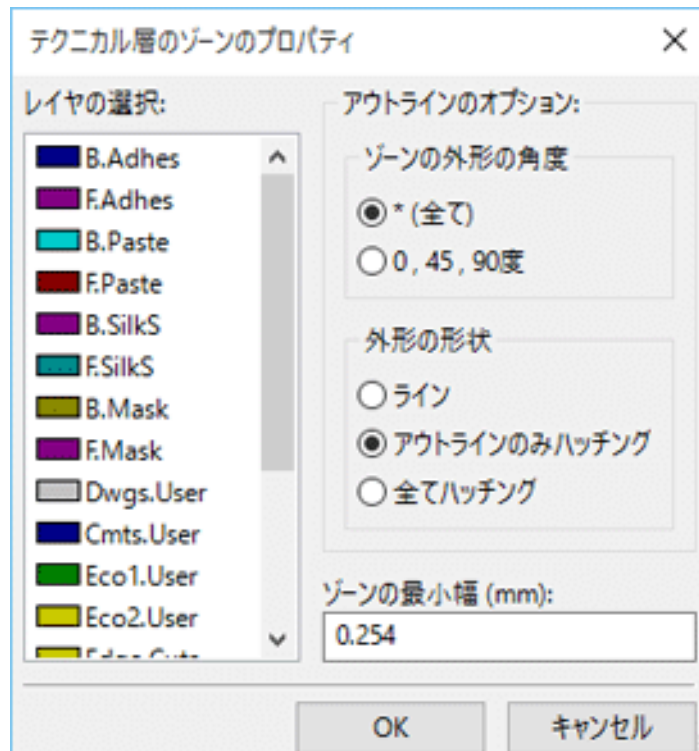 テクニカル層のゾーンのプロパティ
レイヤの選択:
B.Adhes
F.Adhes
B.Paste
F.Paste
B.SilkS
F.SilkS
B.Mask
F.Mask
Dwgs.User
Cmts.User
Eco1.User
Eco2.User
Edge.Cuts
アウトラインのオプション:
ゾーンの外形の角度
* (全て)
0 , 45 , 90度
外形の形状
ライン
アウトラインのみハッチング
全てハッチング
ゾーンの最小幅 (mm):
0.254
OK
キャンセル